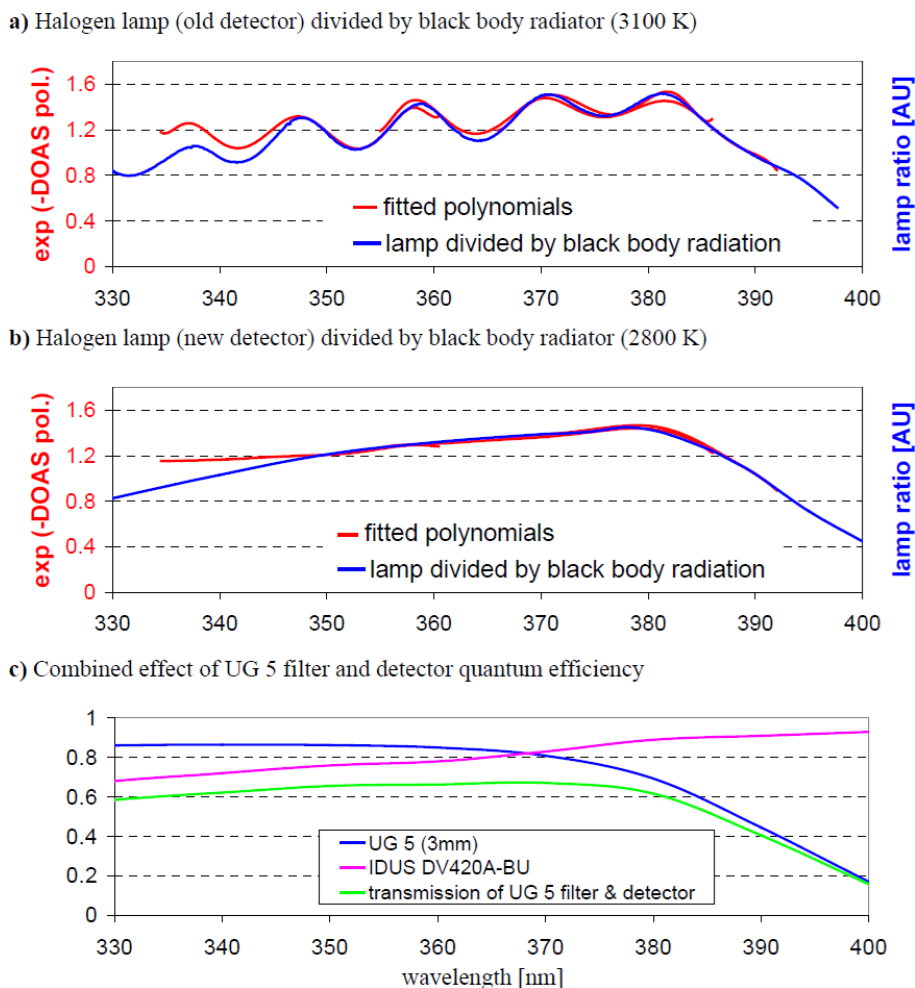 a) Halogen lamp (old detector) divided by black body radiator (3100 K)
exp (-DOAS pol.)
1.6
1.2
0.8
0.4
0
fitted polynomials
lamp divided by black body radiation
lamp ratio [AU]
330 340 350 360 370 380 390 400
b) Halogen lamp (new detector) divided by black body radiator (2800 K)
exp (-DOAS pol.)
1.6
1.2
0.8
0.4
0
fitted polynomials
lamp divided by black body radiation
lamp ratio [AU]
330 340 350 360 370 380 390 400
c) Combined effect of UG 5 filter and detector quantum efficiency
1
0.8
0.6
0.4
0.2
0
UG 5 (3mm)
IDUS DV420A-BU
transmission of UG 5 filter & detector
330 340 350 360 370 380 390 400
wavelength [nm]